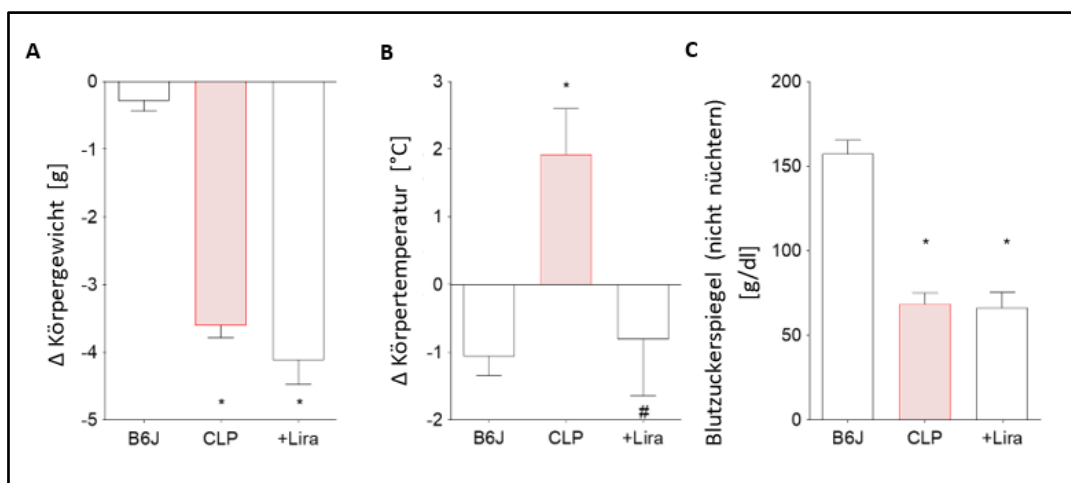 A
Δ Körpergewicht [g]
0
-1
-2
-3
-4
-5
*
*
B6J
CLP
+Lira
B
Δ Körpertemperatur [°C]
3
2
1
0
-1
-2
*
#
B6J
CLP
+Lira
C
Blutzuckerspiegel (nicht nüchtern)
[g/dl]
200
150
100
50
0
*
*
B6J
CLP
+Lira